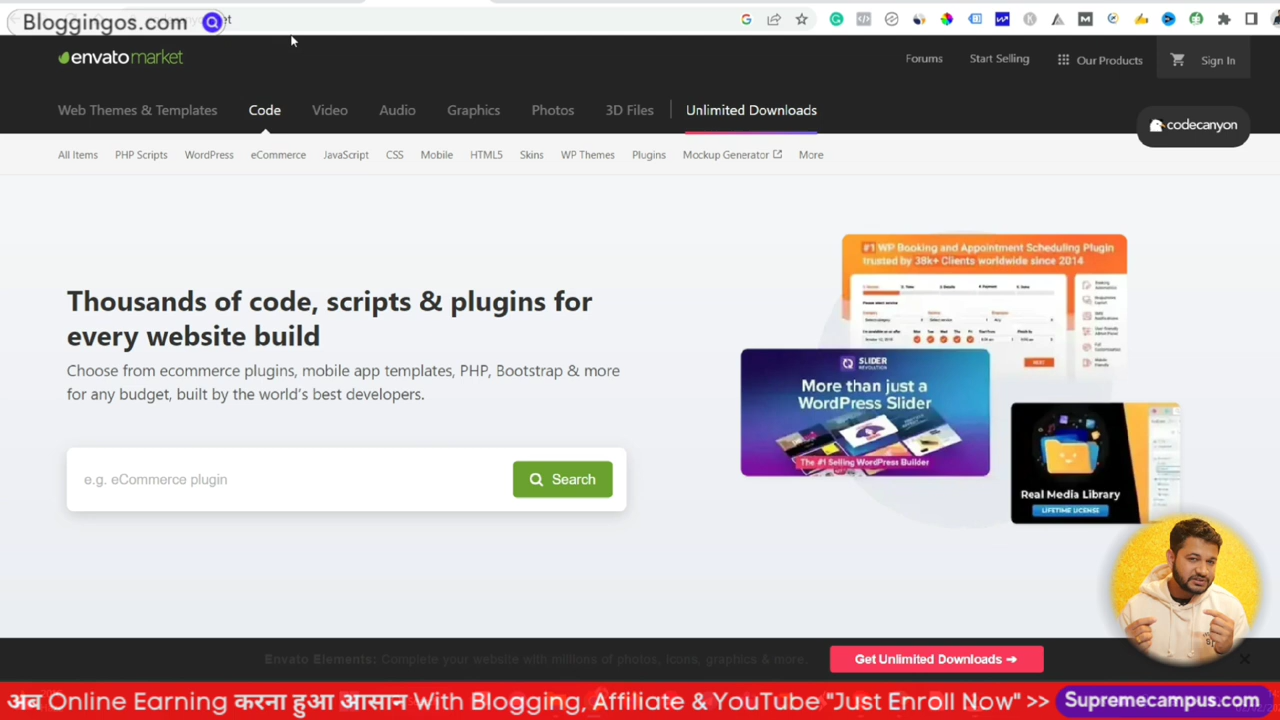 Bloggingos.com
envatomarket
Forums
Start Selling
Our Products
Sign In
Web Themes & Templates
Code
Video
Audio
Graphics
Photos
3D Files
Unlimited Downloads
codecanyon
All Items
PHP Scripts
WordPress
eCommerce
JavaScript
CSS
Mobile
HTML5
Skins
WP Themes
Plugins
Mockup Generator
More
#1 WP Booking and Appointment Scheduling Plugin
trusted by 38k+ Clients worldwide since 2014
Thousands of code, scripts & plugins for
every website build
Choose from ecommerce plugins, mobile app templates, PHP, Bootstrap & more
for any budget, built by the world's best developers.
e.g. eCommerce plugin
Search
SLIDER
REVOLUTION
More than just a
WordPress Slider
The #1 Selling WordPress Builder
Real Media Library
LIFETIME LICENSE
Envato Elements: Complete your website with millions of photos, icons, graphics & more.
Get Unlimited Downloads ➔
अब Online Earning करना हुआ आसान With Blogging, Affiliate & YouTube "Just Enroll Now" >> Supremecampus.com